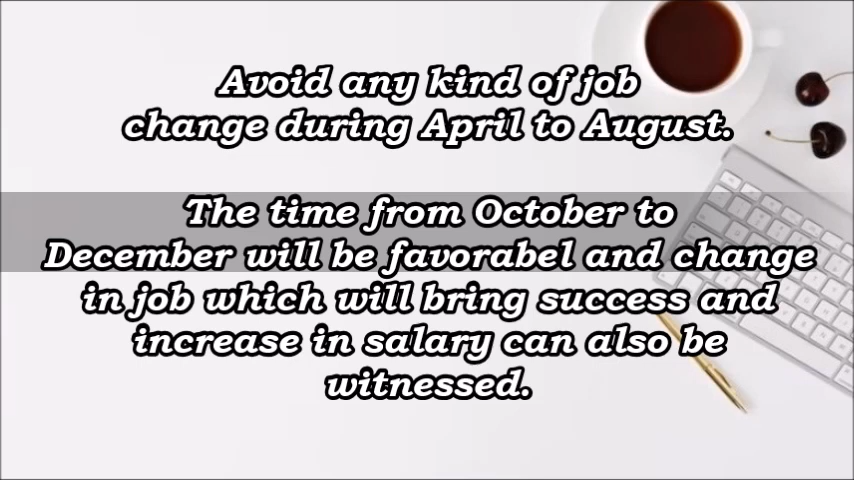 Avoid any kind of job
change during April to August.
The time from October to
December will be favorabel and change
in job which will bring success and
increase in salary can also be
witnessed.